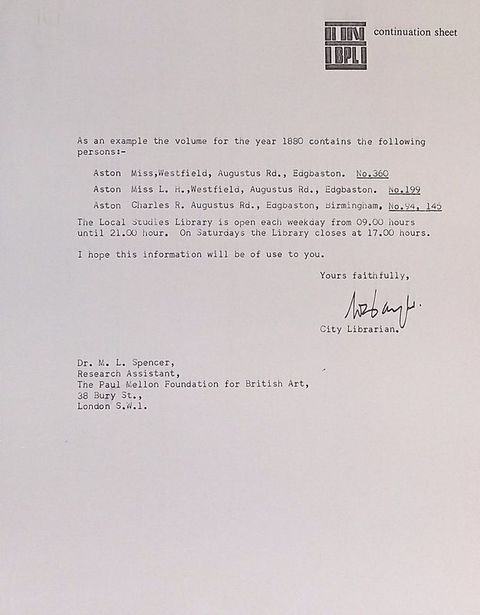 BPL continuation sheet
As an example the volume for the year 1880 contains the following
persons:-
Aston Miss,Westfield, Augustus Rd., Edgbaston. No.360
Aston Miss L. H.,Westfield, Augustus Rd., Edgbaston. No.199
Aston Charles R. Augustus Rd., Edgbaston, Birmingham, No.94, 145
The Local Studies Library is open each weekday from 09.00 hours
until 21.00 hour. On Saturdays the Library closes at 17.00 hours.
I hope this information will be of use to you.
Yours faithfully,
City Librarian.
Dr. M. L. Spencer,
Research Assistant,
The Paul Mellon Foundation for British Art,
38 Bury St.,
London S.W.1.